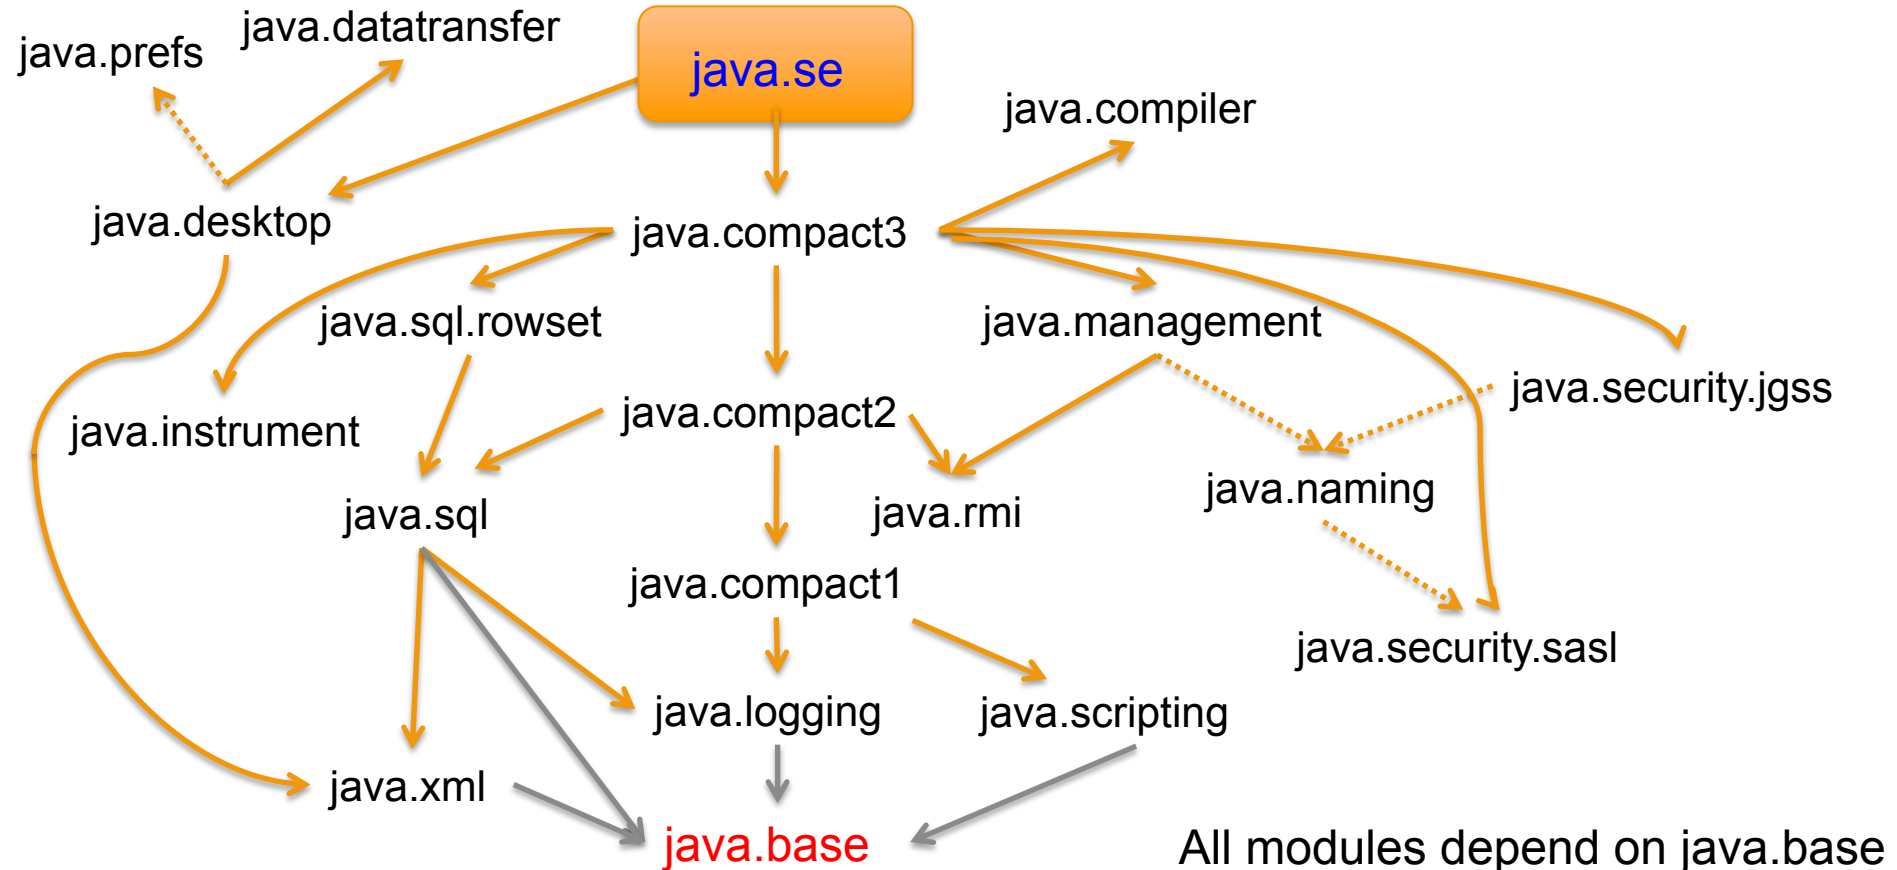 java.prefs
java.datatransfer
java.se
java.compiler
java.desktop
java.compact3
java.sql.rowset
java.management
java.security.jgss
java.instrument
java.compact2
java.sql
java.rmi
java.naming
java.compact1
java.security.sasl
java.logging
java.scripting
java.xml
java.base
All modules depend on java.base